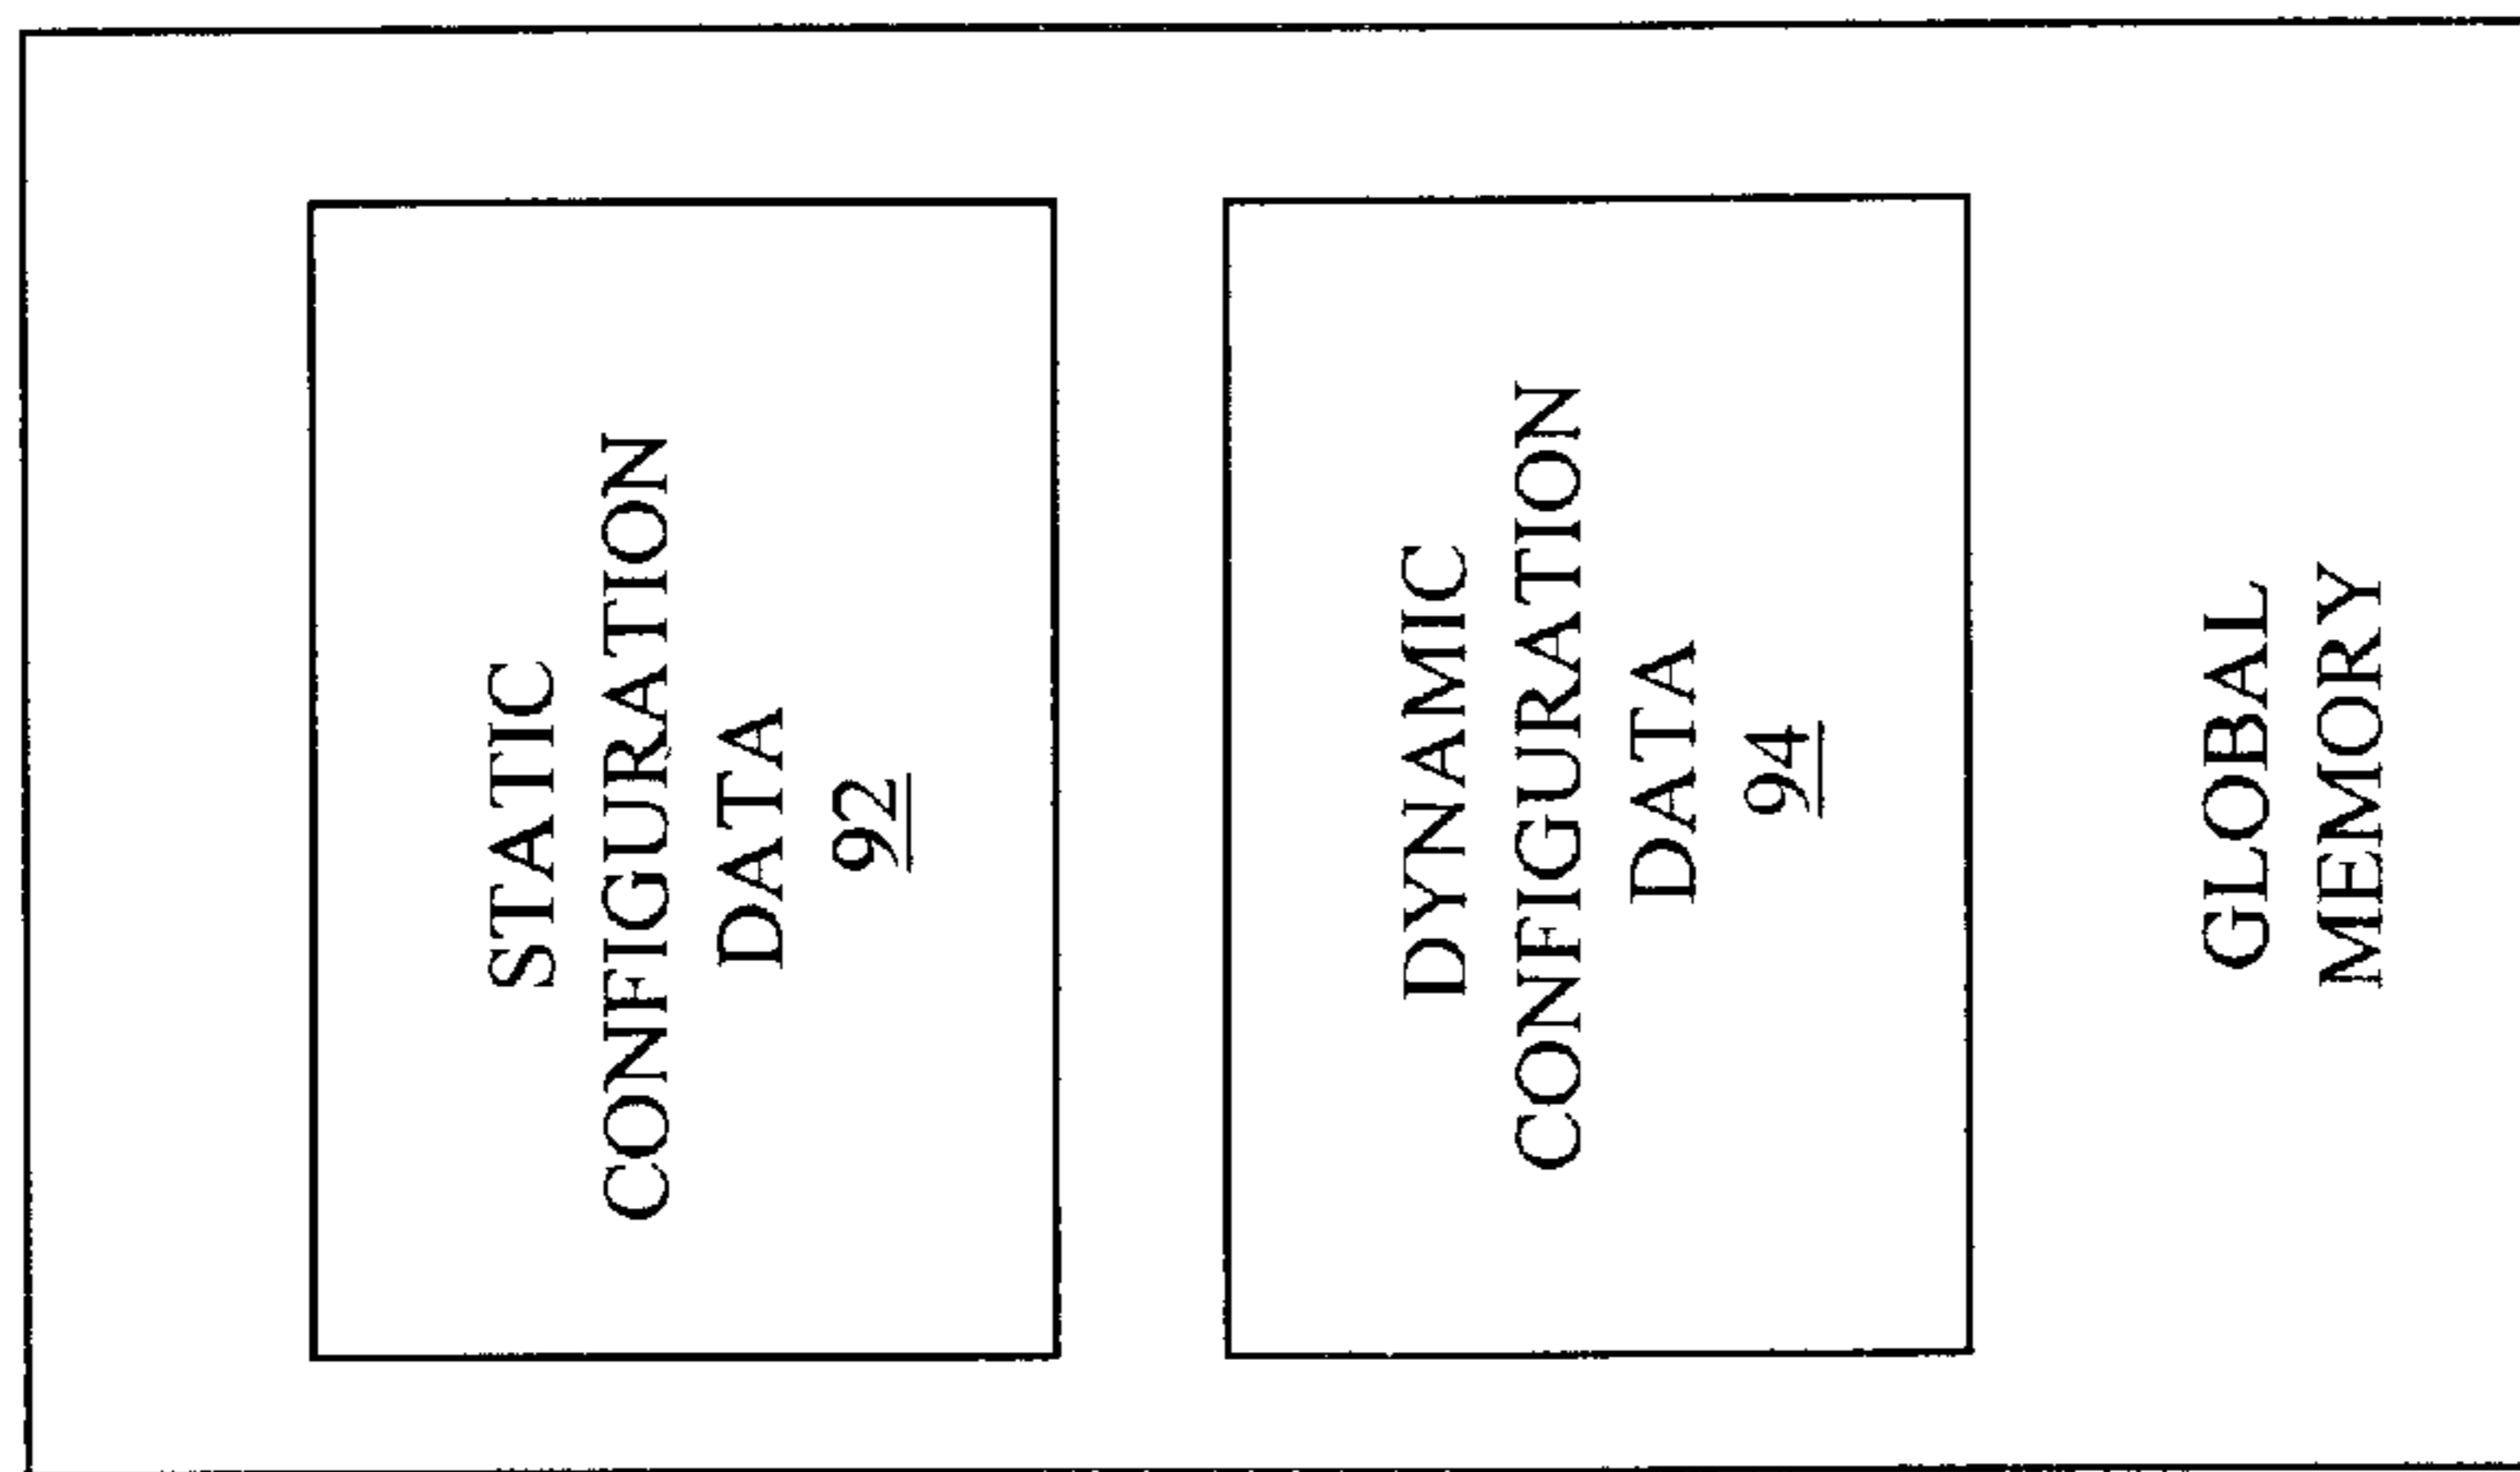 STATIC
CONFIGURATION
DATA
92
DYNAMIC
CONFIGURATION
DATA
94
GLOBAL
MEMORY